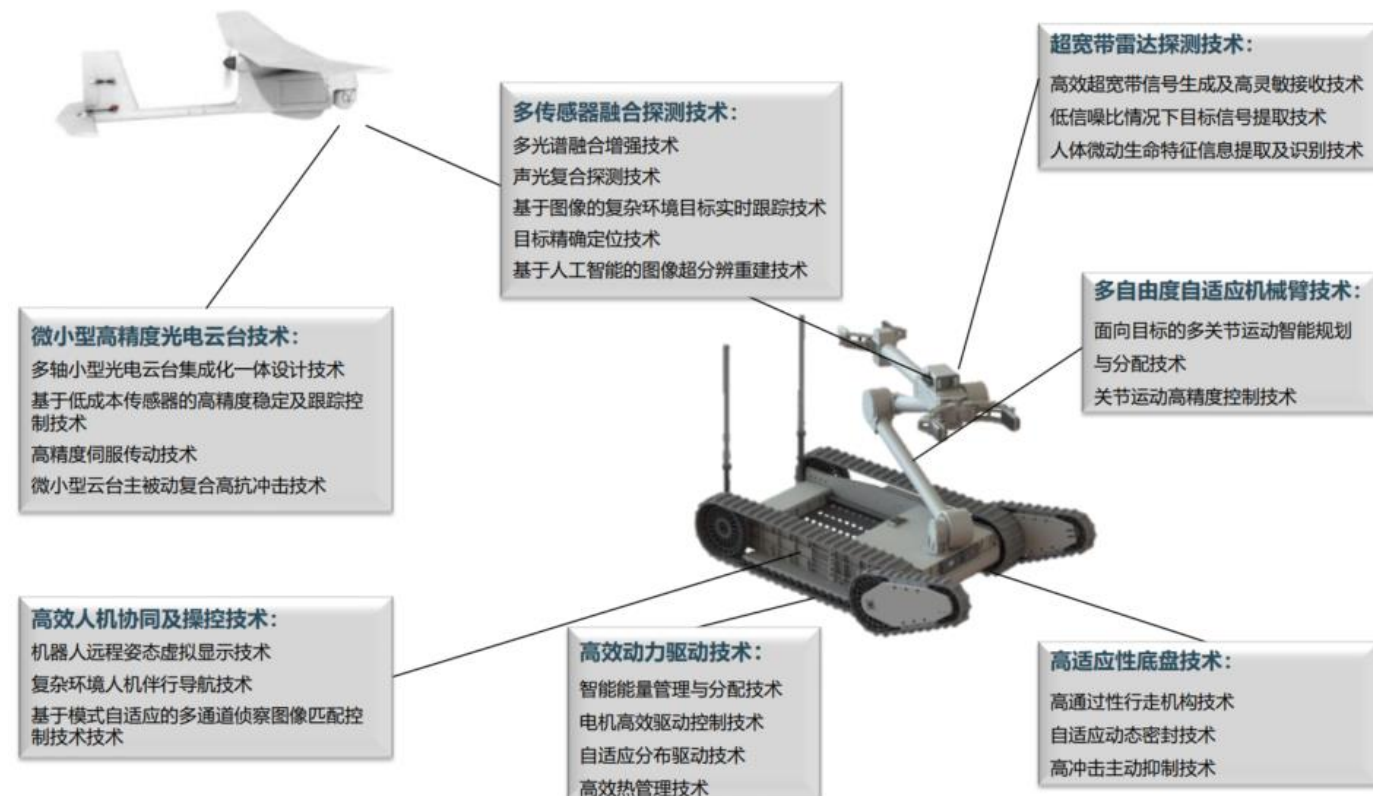 超宽带雷达探测技术：
高效超宽带信号生成及高灵敏接收技术
低信噪比情况下目标信号提取技术
人体微动生命特征信息提取及识别技术
多传感器融合探测技术：
多光谱融合增强技术
声光复合探测技术
基于图像的复杂环境目标实时跟踪技术
目标精确定位技术
基于人工智能的图像超分辨重建技术
多自由度自适应机械臂技术：
面向目标的多关节运动智能规划
与分配技术
关节运动高精度控制技术
微小型高精度光电云台技术：
多轴小型光电云台集成化一体设计技术
基于低成本传感器的高精度稳定及跟踪控
制技术
高精度伺服传动技术
微小型云台主被动复合高抗冲击技术
高效人机协同及操控技术：
机器人远程姿态虚拟显示技术
复杂环境人机伴行导航技术
基于模式自适应的多通道侦察图像匹配控
制技术技术
高效动力驱动技术：
智能能量管理与分配技术
电机高效驱动控制技术
自适应分布驱动技术
高效热管理技术
高适应性底盘技术：
高通过性行走机构技术
自适应动态密封技术
高冲击主动抑制技术